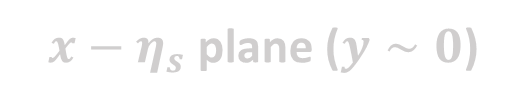 x − ηₛ plane (y ~ 0)